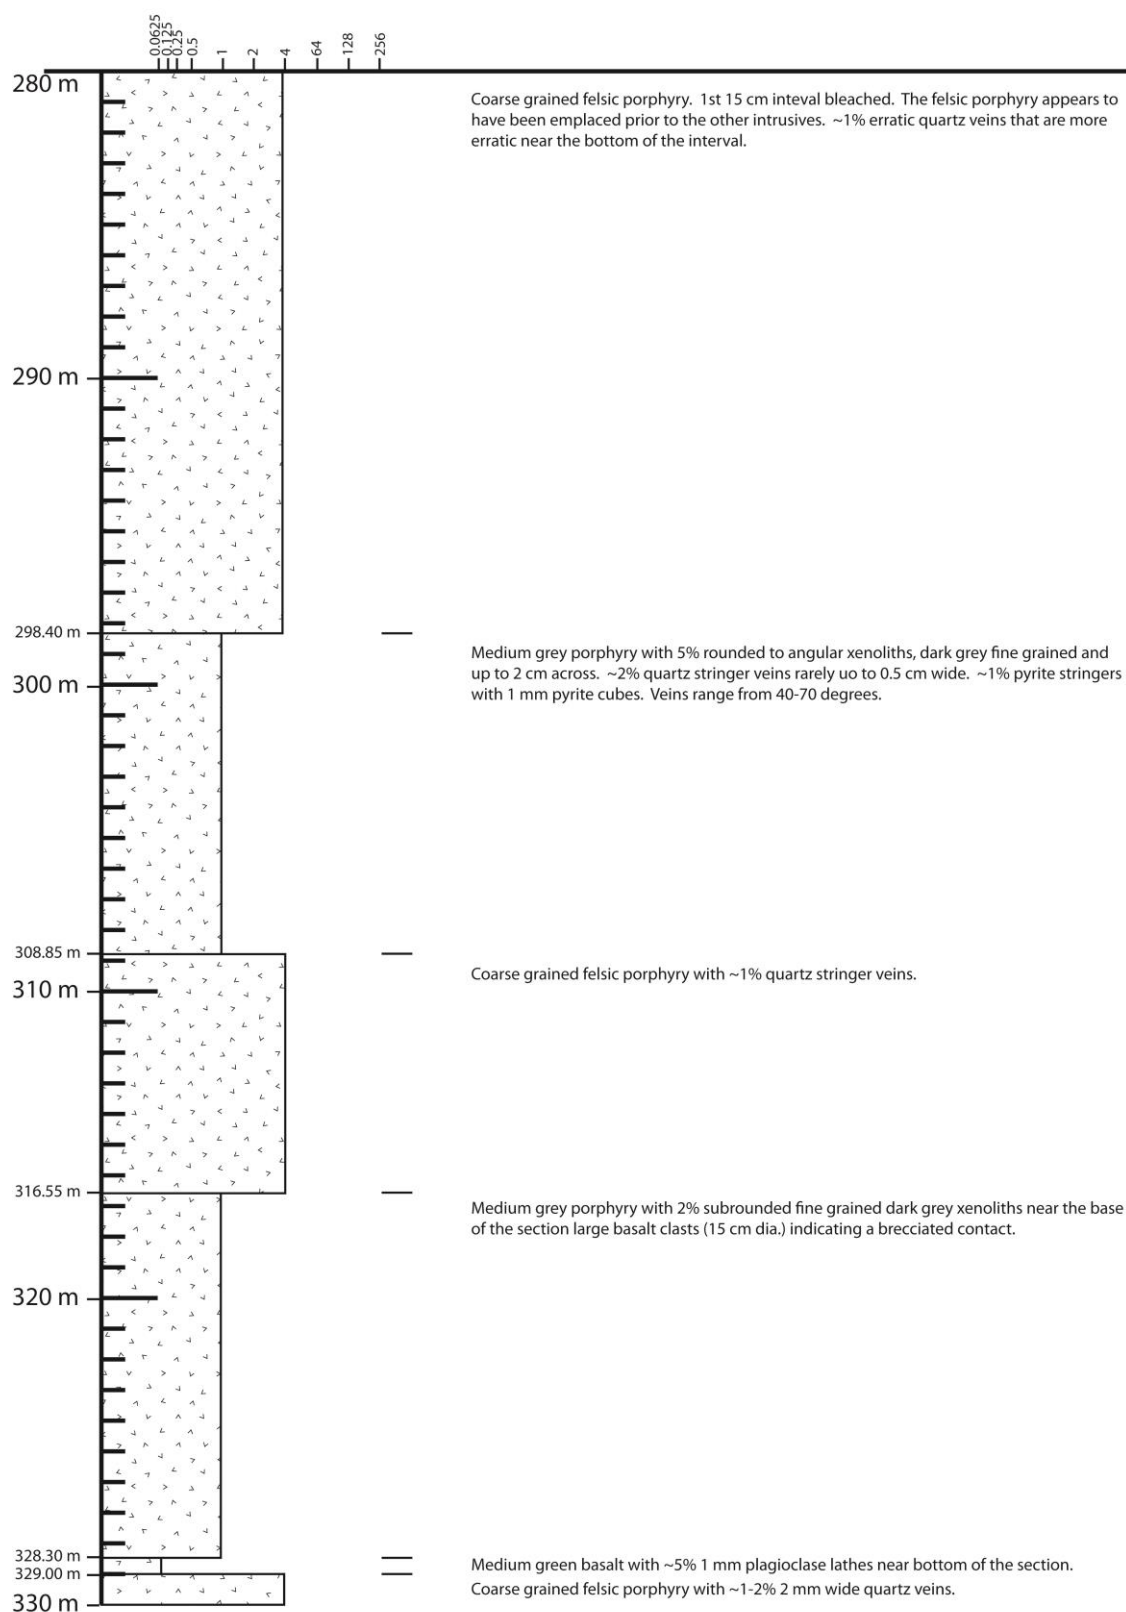 0.0625 0.125 0.25 0.5 1 2 4 64 128 256
280 m
Coarse grained felsic porphyry. 1st 15 cm inteval bleached. The felsic porphyry appears to
have been emplaced prior to the other intrusives. ~1% erratic quartz veins that are more
erratic near the bottom of the interval.
290 m
298.40 m
Medium grey porphyry with 5% rounded to angular xenoliths, dark grey fine grained and
up to 2 cm across. ~2% quartz stringer veins rarely uo to 0.5 cm wide. ~1% pyrite stringers
with 1 mm pyrite cubes. Veins range from 40-70 degrees.
300 m
308.85 m
Coarse grained felsic porphyry with ~1% quartz stringer veins.
310 m
316.55 m
Medium grey porphyry with 2% subrounded fine grained dark grey xenoliths near the base
of the section large basalt clasts (15 cm dia.) indicating a brecciated contact.
320 m
328.30 m
Medium green basalt with ~5% 1 mm plagioclase lathes near bottom of the section.
329.00 m
Coarse grained felsic porphyry with ~1-2% 2 mm wide quartz veins.
330 m